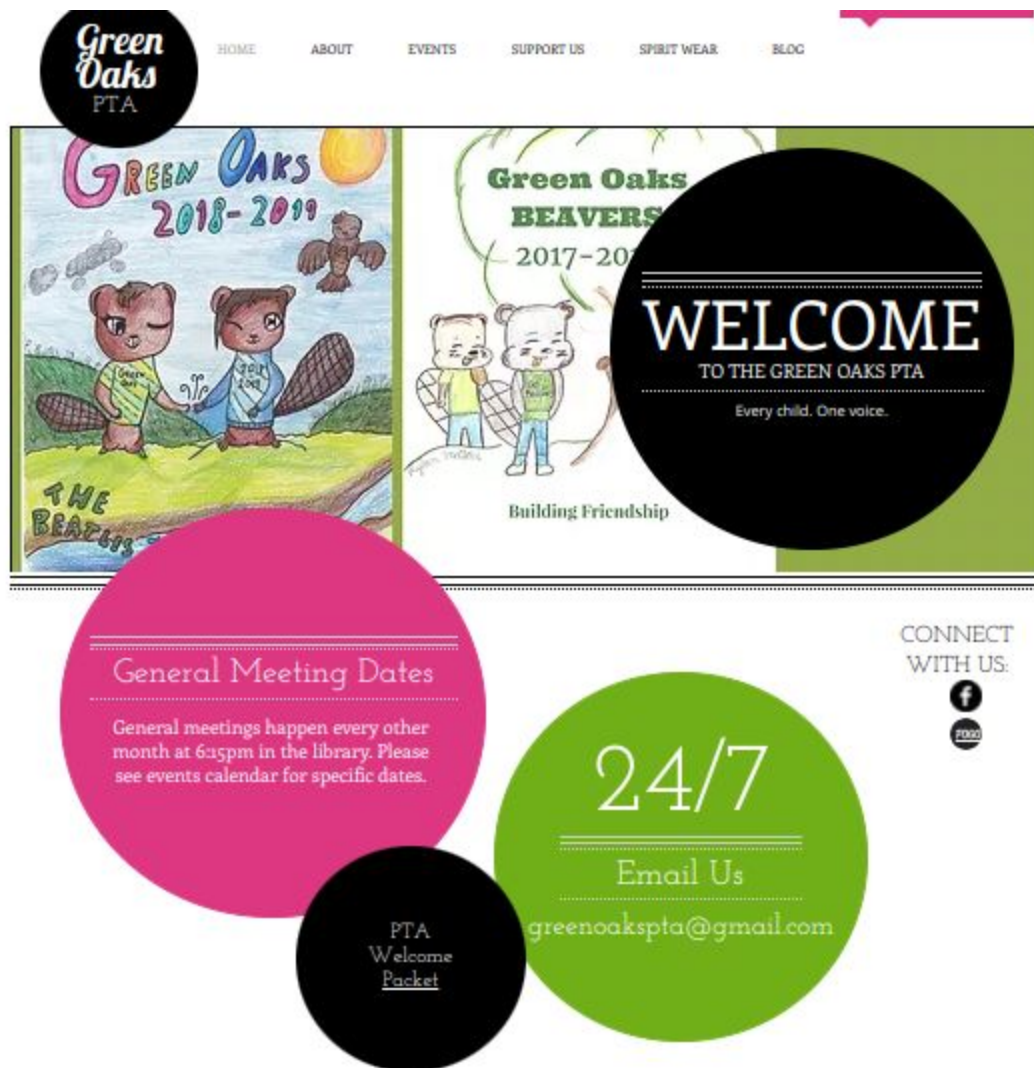 Green
Oaks
PTA
HOME ABOUT EVENTS SUPPORT US SPIRIT WEAR BLOG
GREEN OAKS
2018-2019
Green Oaks
BEAVERS
2017-20
WELCOME
TO THE GREEN OAKS PTA
Every child. One voice.
THE
Building Friendship
General Meeting Dates
General meetings happen every other
month at 6:15pm in the library. Please
see events calendar for specific dates.
CONNECT
WITH US:
f
24/7
Email Us
greenoakspta@gmail.com
PTA
Welcome
Packet